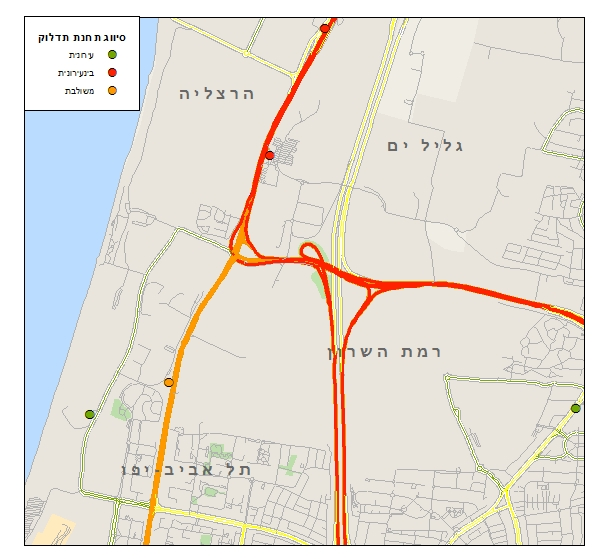 סיווג תחנת תדלוק
עירונית
בינעירונית
משולבת
הרצליה
גליל ים
רמת השרון
תל אביב-יפו